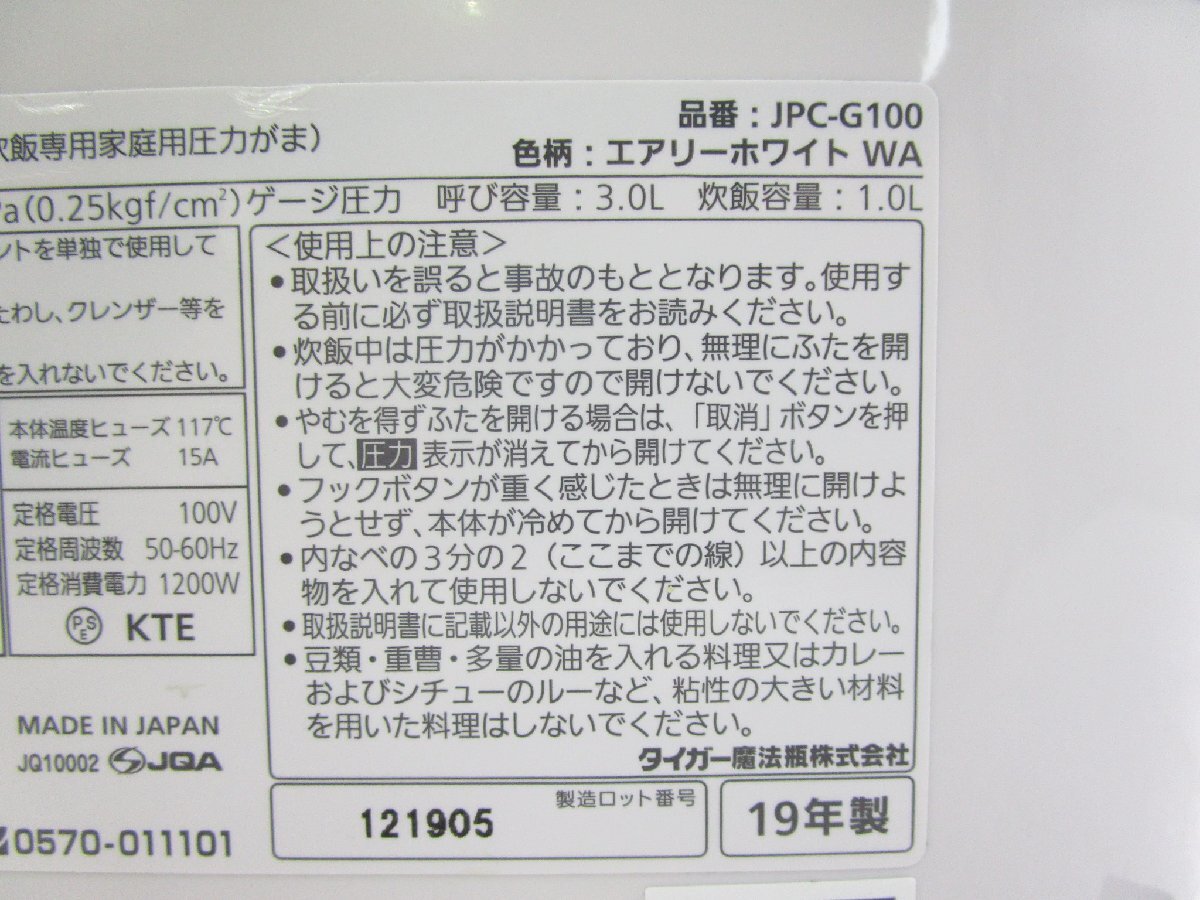 炊飯専用家庭用圧力がま)
品番：JPC-G100
色柄：エアリーホワイト WA
Pa(0.25kgf/cm²)ゲージ圧力 呼び容量：3.0L 炊飯容量：1.0L
ントを単独で使用して
たわし、クレンザー等を
を入れないでください。
本体温度ヒューズ 117℃
電流ヒューズ 15A
定格電圧 100V
定格周波数 50-60Hz
定格消費電力 1200W
PSE KTE
MADE IN JAPAN
JQ10002 JQA
0570-011101
＜使用上の注意＞
●取扱いを誤ると事故のもととなります。使用す
る前に必ず取扱説明書をお読みください。
●炊飯中は圧力がかかっており、無理にふたを開
けると大変危険ですので開けないでください。
●やむを得ずふたを開ける場合は、「取消」ボタンを押
して、圧力 表示が消えてから開けてください。
●フックボタンが重く感じたときは無理に開けよ
うとせず、本体が冷めてから開けてください。
●内なべの3分の2（ここまでの線）以上の内容
物を入れて使用しないでください。
●取扱説明書に記載以外の用途には使用しないでください。
●豆類・重曹・多量の油を入れる料理又はカレー
およびシチューのルーなど、粘性の大きい材料
を用いた料理はしないでください。
タイガー魔法瓶株式会社
製造ロット番号
121905
19年製